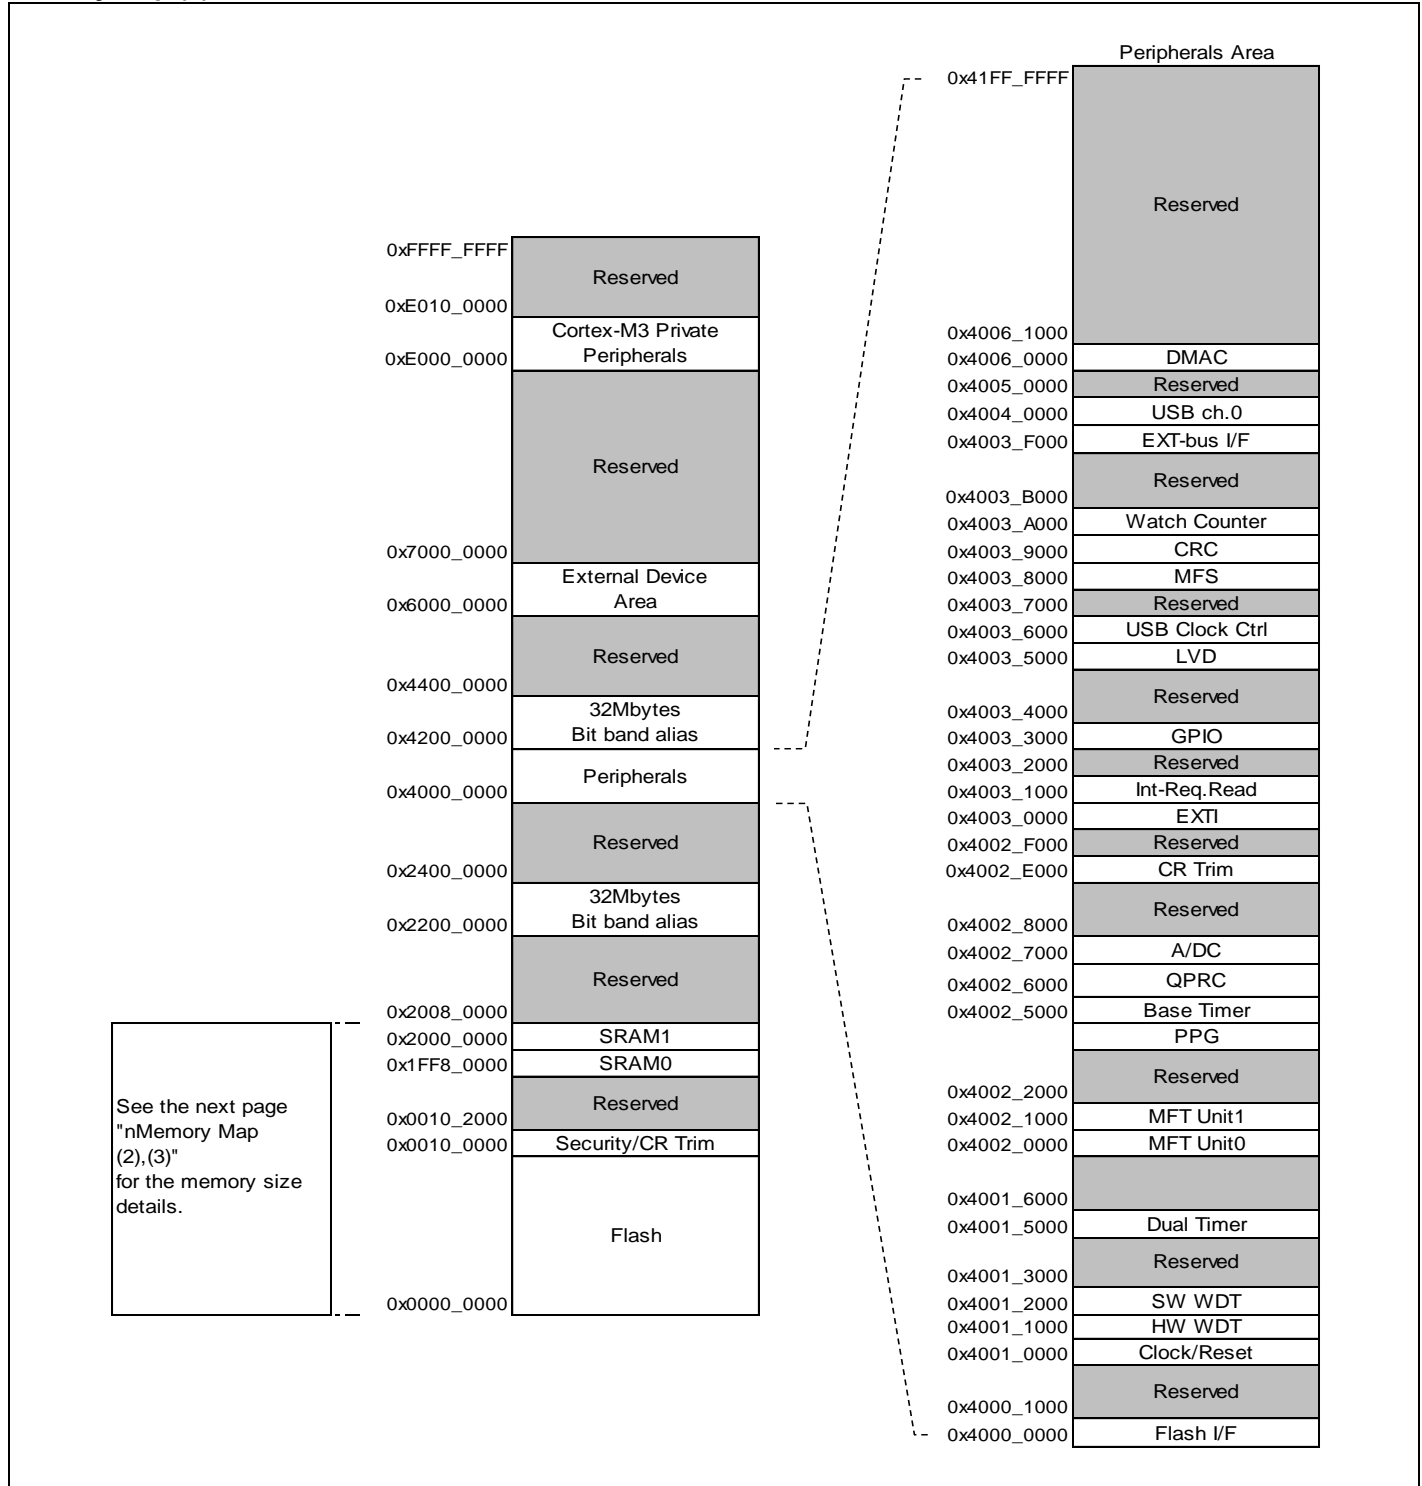 Peripherals Area
0x41FF_FFFF
Reserved
0x4006_1000
0x4006_0000 DMAC
0x4005_0000 Reserved
0x4004_0000 USB ch.0
0x4003_F000 EXT-bus I/F
Reserved
0x4003_B000
0x4003_A000 Watch Counter
0x4003_9000 CRC
0x4003_8000 MFS
0x4003_7000 Reserved
0x4003_6000 USB Clock Ctrl
0x4003_5000 LVD
Reserved
0x4003_4000
0x4003_3000 GPIO
0x4003_2000 Reserved
0x4003_1000 Int-Req.Read
0x4003_0000 EXTI
0x4002_F000 Reserved
0x4002_E000 CR Trim
Reserved
0x4002_8000
0x4002_7000 A/DC
0x4002_6000 QPRC
0x4002_5000 Base Timer
PPG
Reserved
0x4002_2000
0x4002_1000 MFT Unit1
0x4002_0000 MFT Unit0
0x4001_6000
0x4001_5000 Dual Timer
Reserved
0x4001_3000
0x4001_2000 SW WDT
0x4001_1000 HW WDT
0x4001_0000 Clock/Reset
Reserved
0x4000_1000
0x4000_0000 Flash I/F
0xFFFF_FFFF
Reserved
0xE010_0000
Cortex-M3 Private
0xE000_0000 Peripherals
Reserved
0x7000_0000
External Device
0x6000_0000 Area
Reserved
0x4400_0000
32Mbytes
0x4200_0000 Bit band alias
Peripherals
0x4000_0000
Reserved
0x2400_0000
32Mbytes
0x2200_0000 Bit band alias
Reserved
0x2008_0000
0x2000_0000 SRAM1
0x1FF8_0000 SRAM0
Reserved
0x0010_2000
0x0010_0000 Security/CR Trim
Flash
0x0000_0000
See the next page
"nMemory Map
(2),(3)"
for the memory size
details.